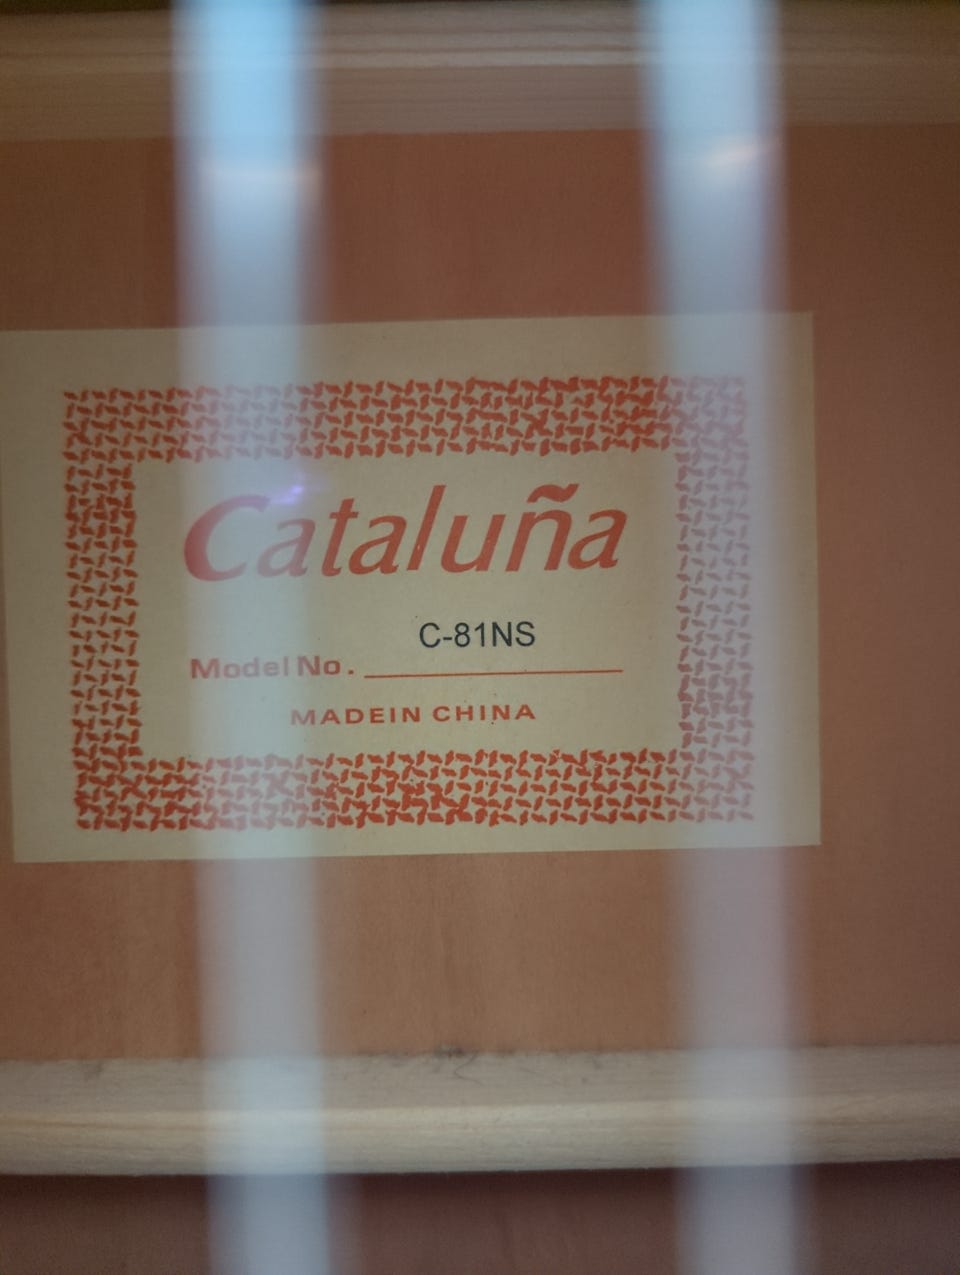 Cataluña
C-81NS
Model No.
MADEIN CHINA